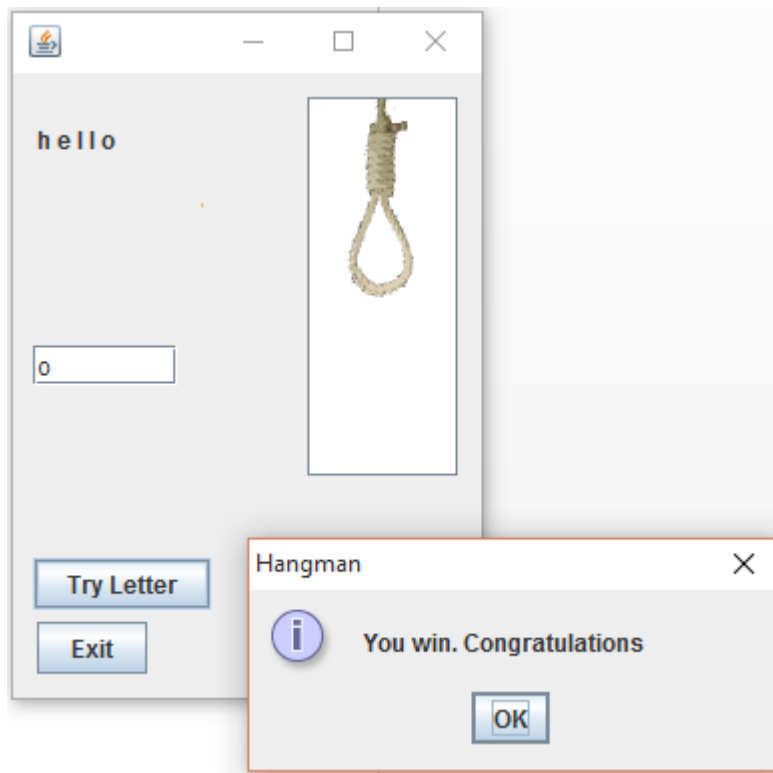 h e l l o
o
Try Letter
Exit
Hangman
You win. Congratulations
OK